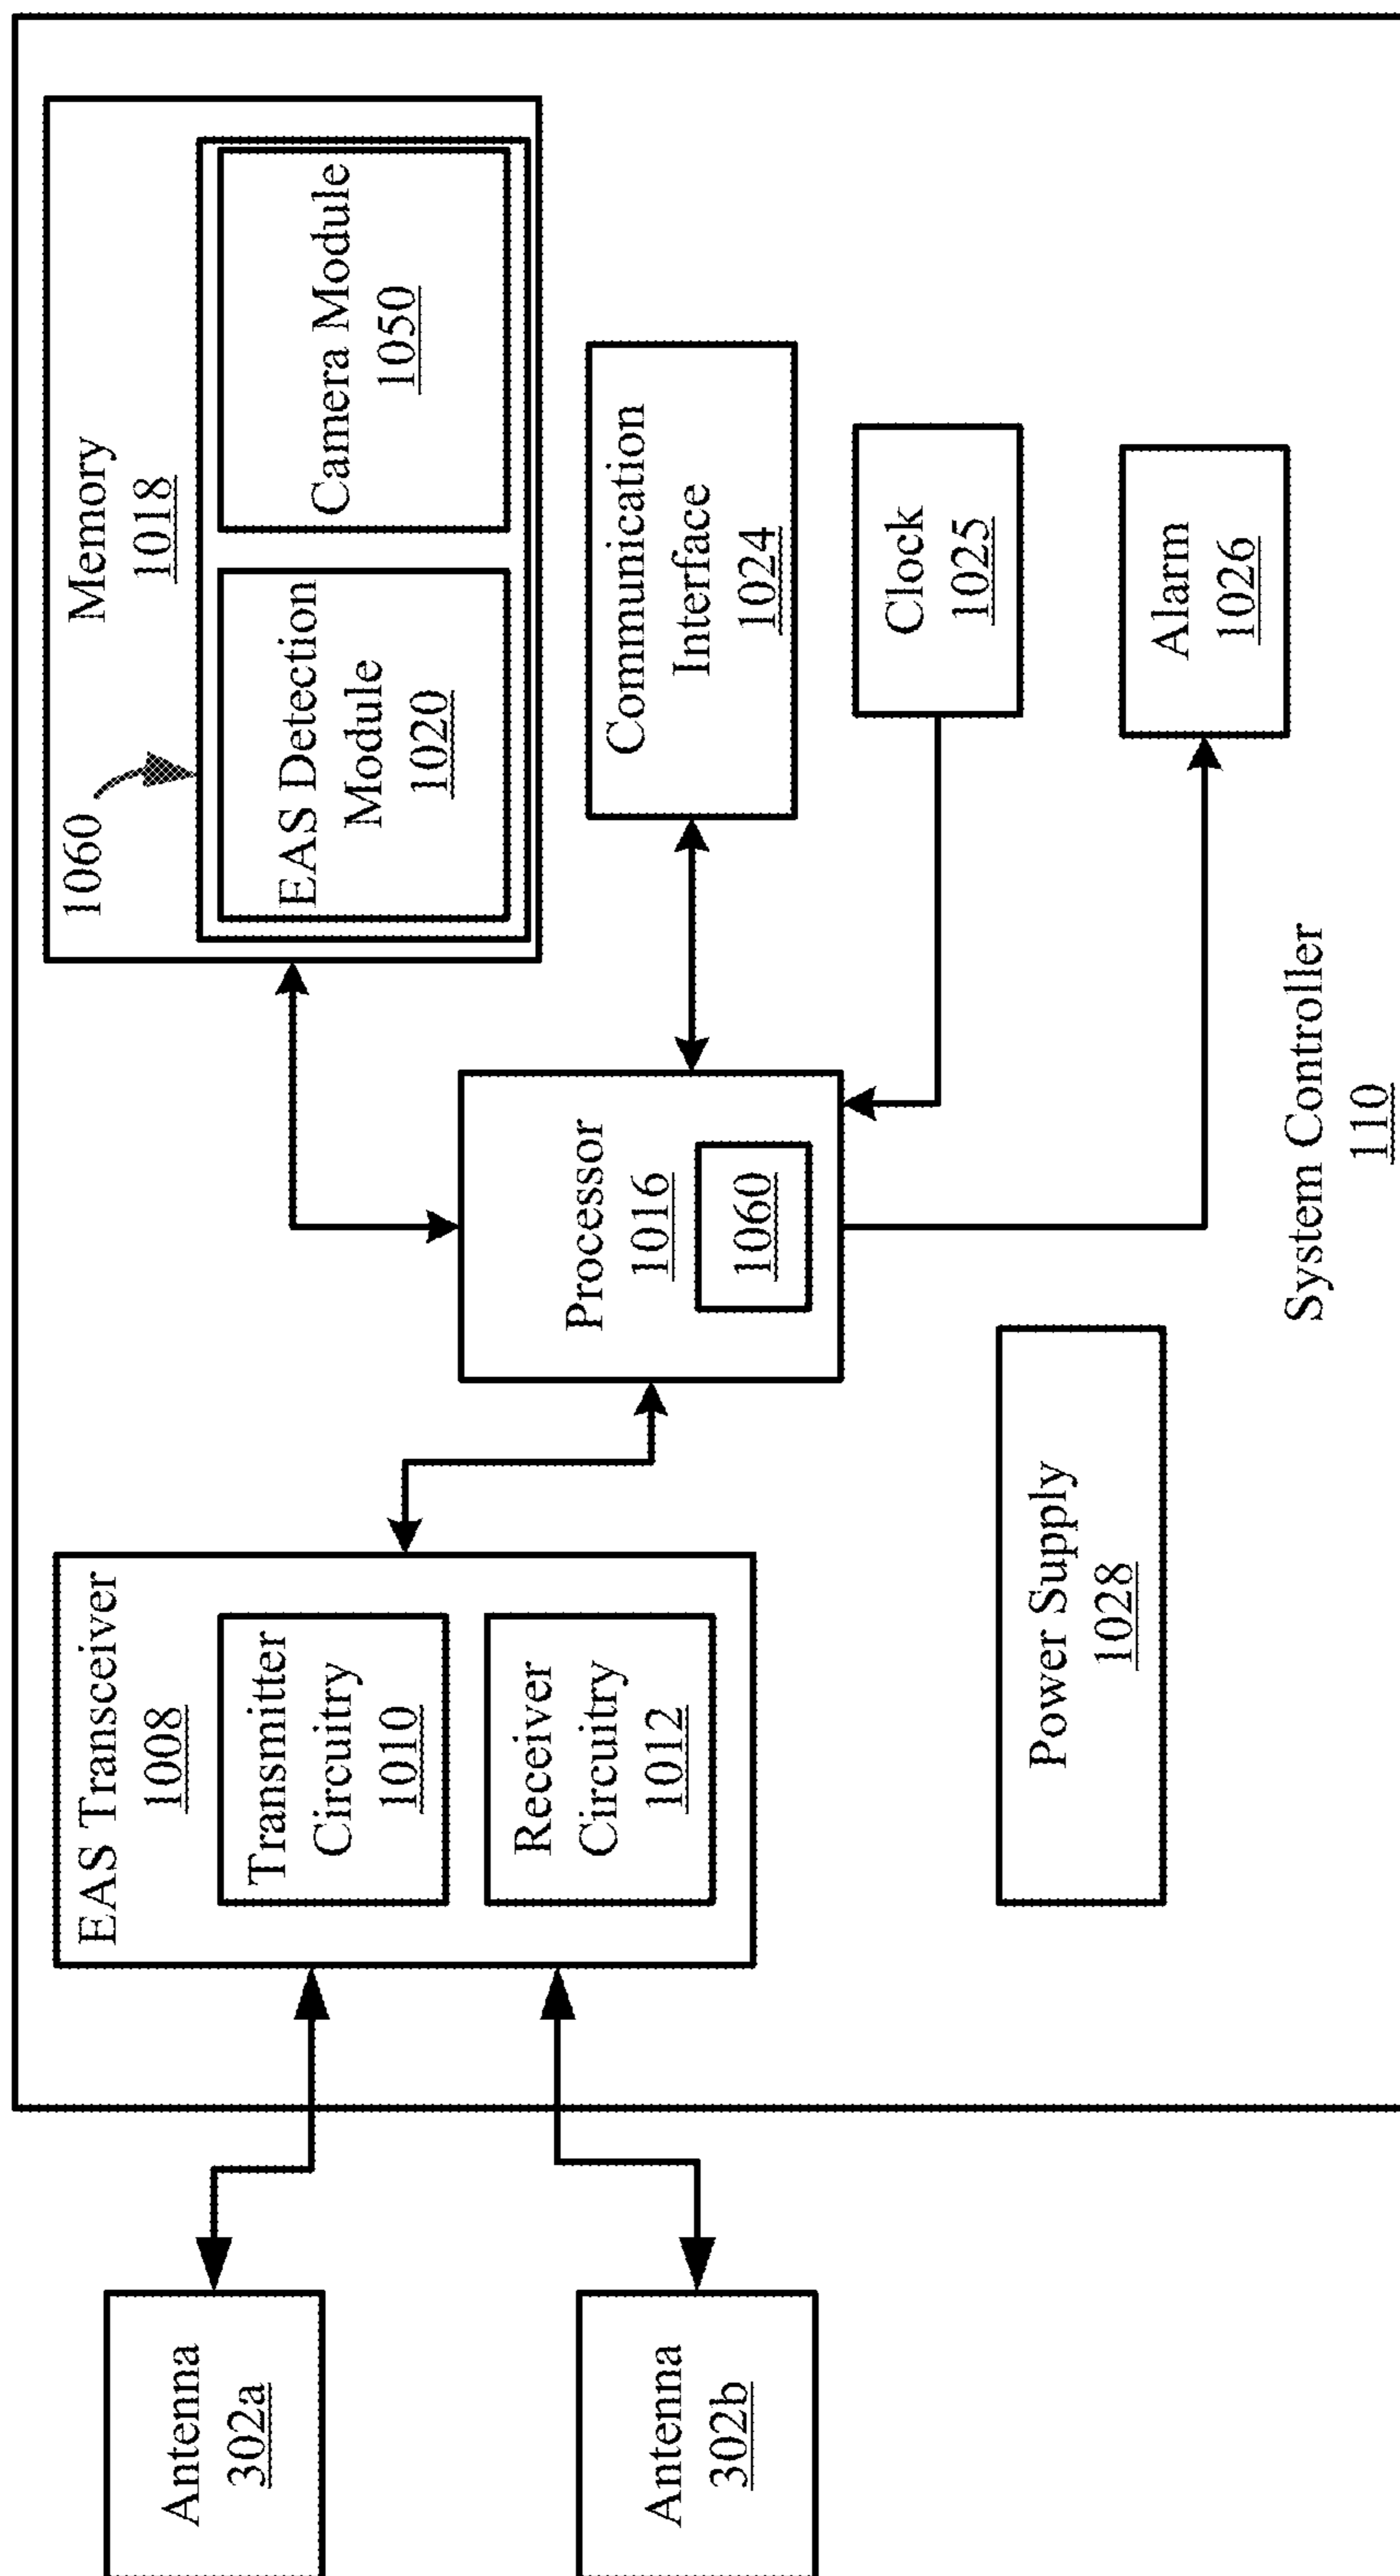 Antenna
302a
Antenna
302b
EAS Transceiver
1008
Transmitter
Circuitry
1010
Receiver
Circuitry
1012
Processor
1016
1060
Power Supply
1028
1060
Memory
1018
EAS Detection
Module
1020
Camera Module
1050
Communication
Interface
1024
Clock
1025
Alarm
1026
System Controller
110